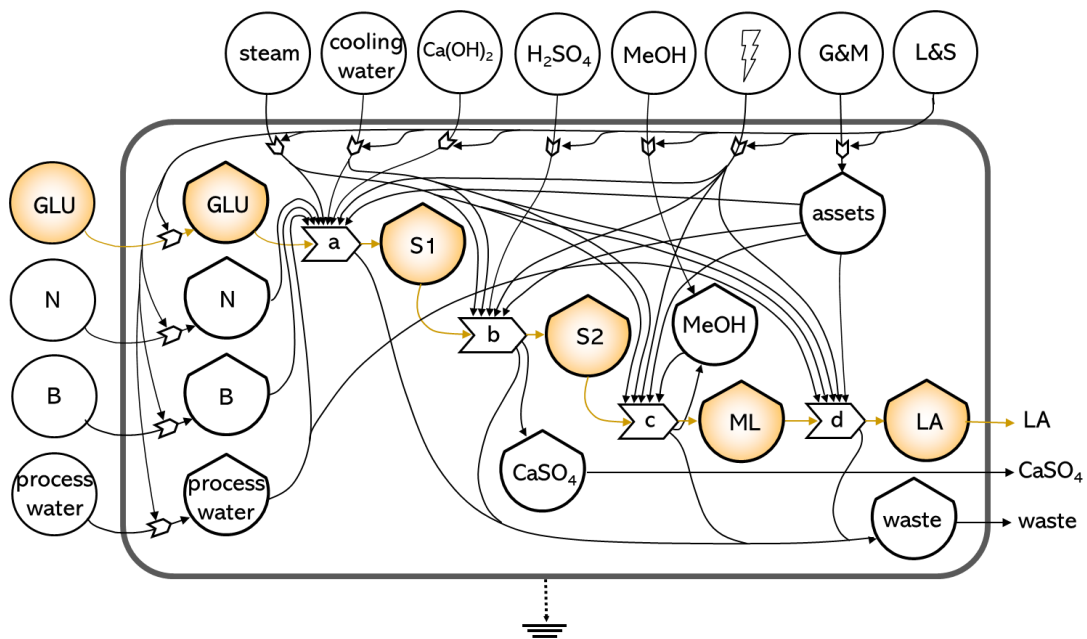 steam
cooling
water
Ca(OH)₂
H₂SO₄
MeOH
G&M
L&S
GLU
GLU
a
S1
assets
N
N
b
S2
MeOH
B
B
c
ML
d
LA
LA
process
water
process
water
CaSO₄
CaSO₄
waste
waste